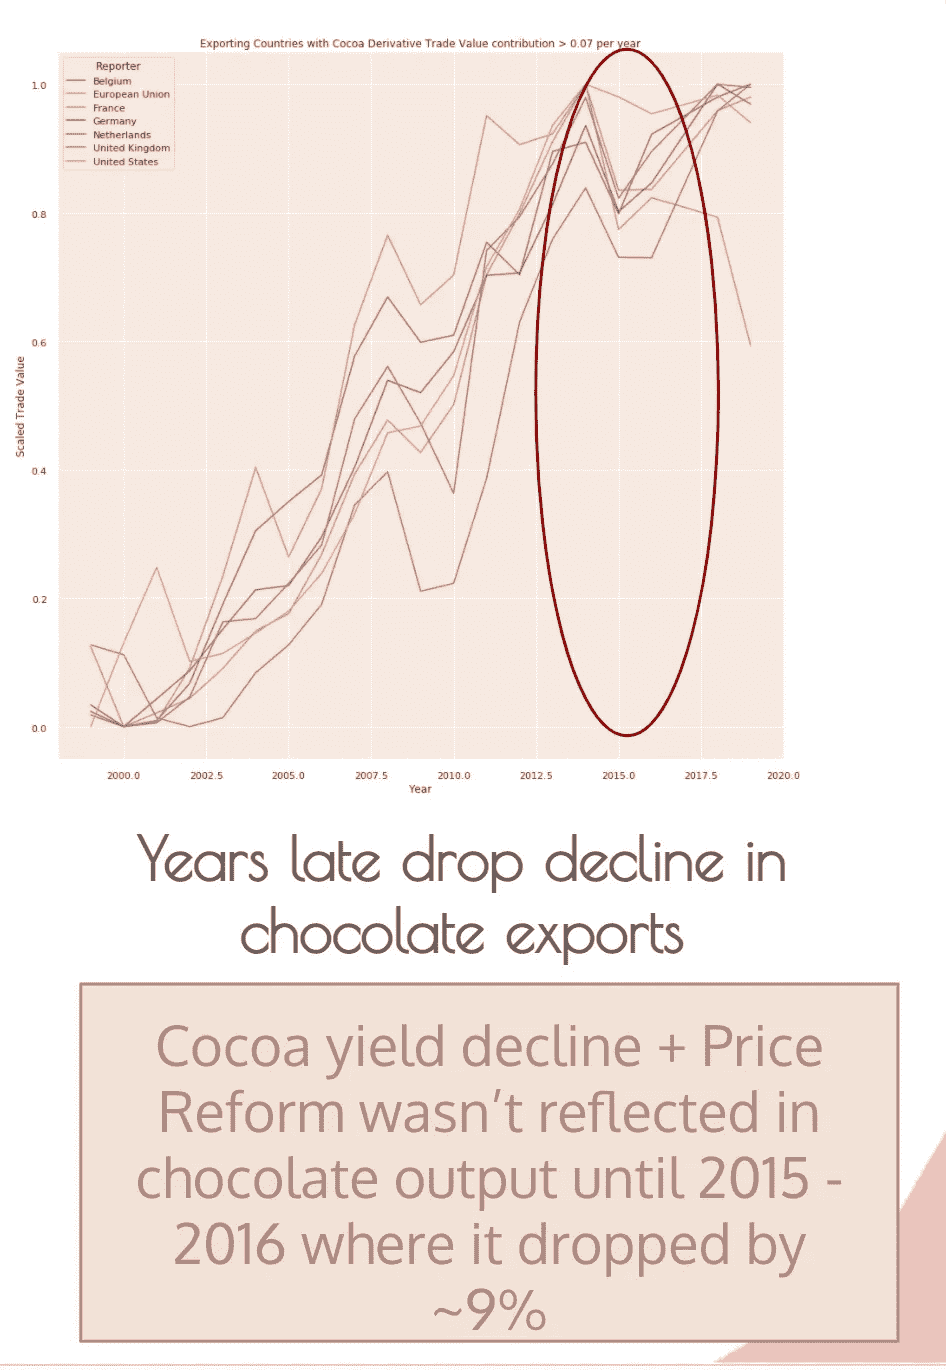 Exporting Countries with Cocoa Derivative Trade Value contribution > 0.07 per year
Reporter
Belgium
European Union
France
Germany
Netherlands
United Kingdom
United States
1.0
0.8
0.6
0.4
0.2
0.0
Scaled Trade Value
2000.0 2002.5 2005.0 2007.5 2010.0 2012.5 2015.0 2017.5 2020.0
Year
Years late drop decline in
chocolate exports
Cocoa yield decline + Price
Reform wasn't reflected in
chocolate output until 2015 -
2016 where it dropped by
~9%